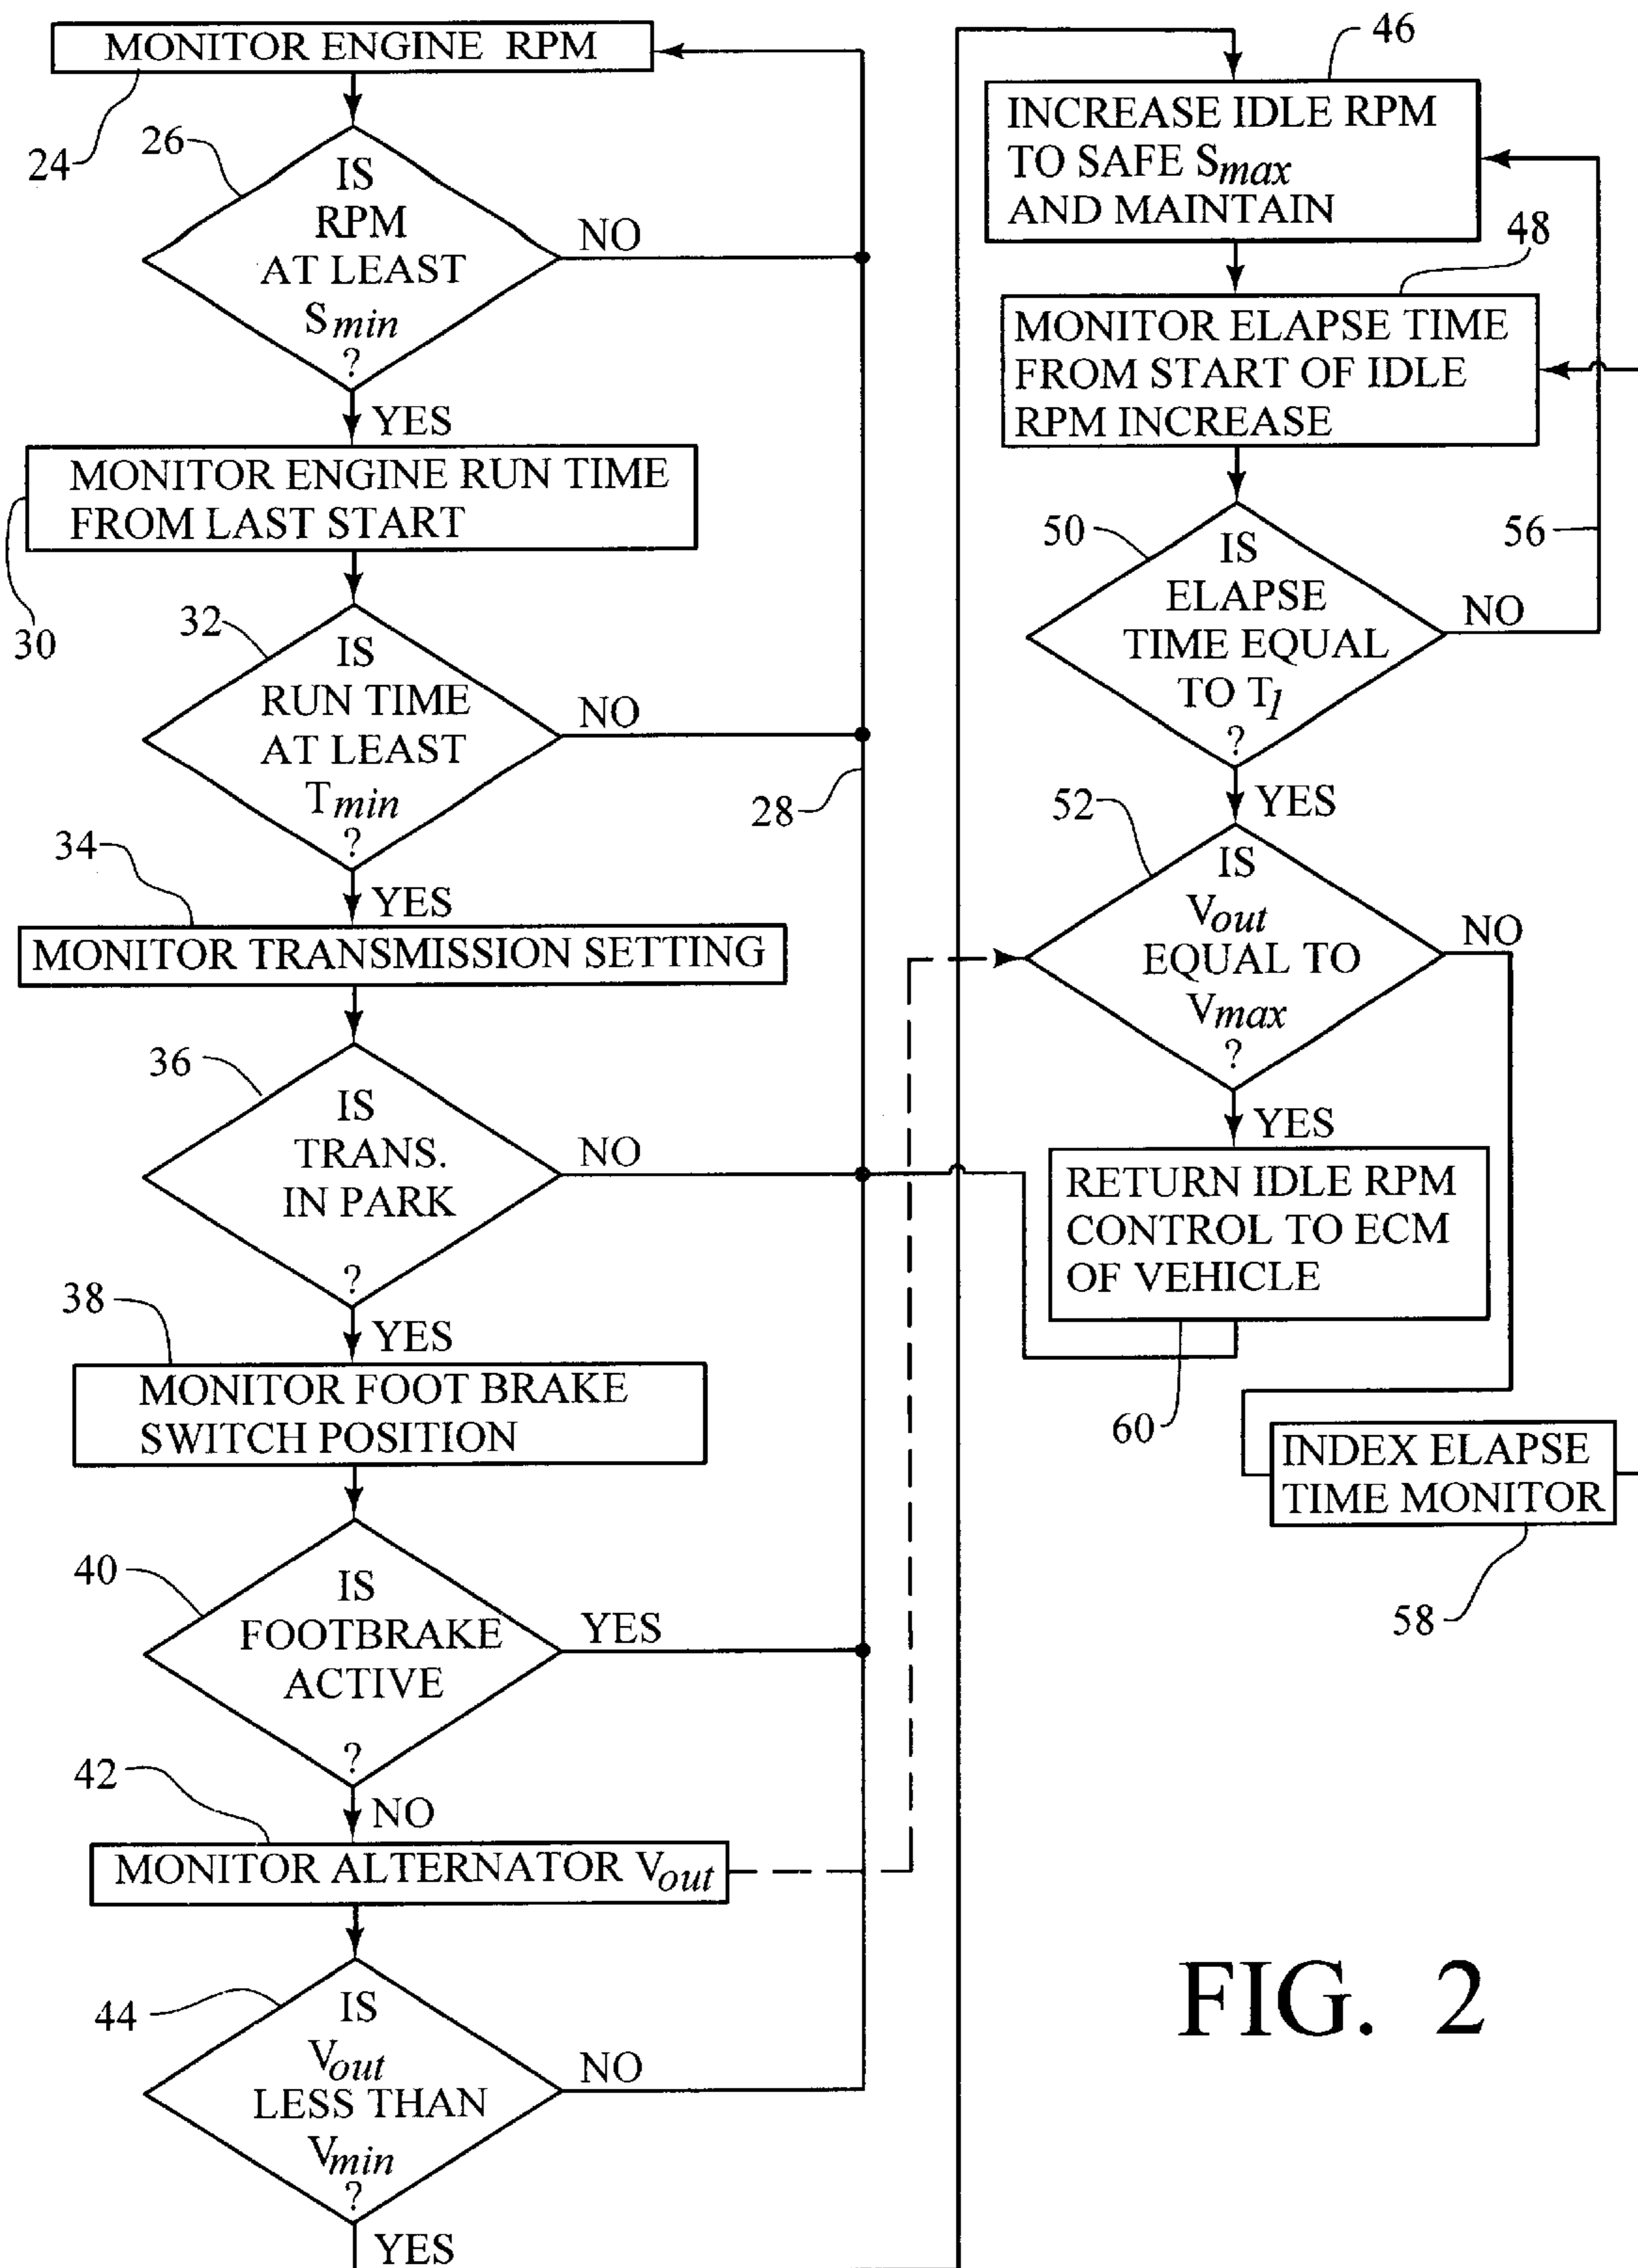 MONITOR ENGINE RPM
24
26
IS
RPM
AT LEAST
Smin
?
NO
YES
MONITOR ENGINE RUN TIME
FROM LAST START
30
32
IS
RUN TIME
AT LEAST
Tmin
?
NO
28
YES
34
MONITOR TRANSMISSION SETTING
36
IS
TRANS.
IN PARK
?
NO
YES
38
MONITOR FOOT BRAKE
SWITCH POSITION
40
IS
FOOTBRAKE
ACTIVE
?
YES
NO
42
MONITOR ALTERNATOR Vout
44
IS
Vout
LESS THAN
Vmin
?
NO
YES
46
INCREASE IDLE RPM
TO SAFE Smax
AND MAINTAIN
48
MONITOR ELAPSE TIME
FROM START OF IDLE
RPM INCREASE
50
IS
ELAPSE
TIME EQUAL
TO T1
?
NO
56
YES
52
IS
Vout
EQUAL TO
Vmax
?
NO
YES
RETURN IDLE RPM
CONTROL TO ECM
OF VEHICLE
60
INDEX ELAPSE
TIME MONITOR
58
FIG. 2